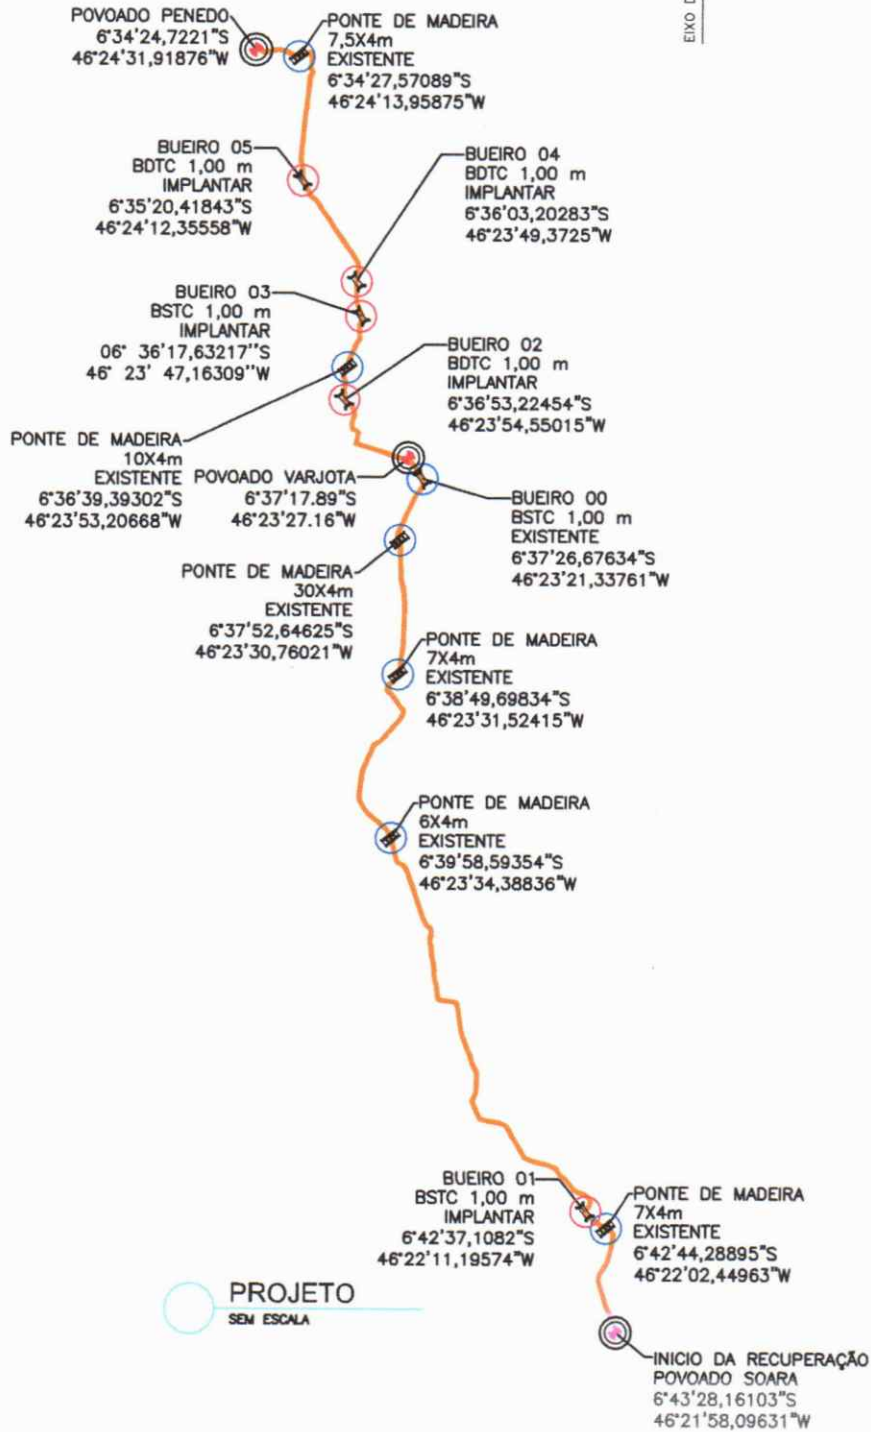 EIXO D
POVOADO PENEDO
6°34'24,7221"S
46°24'31,91876"W
PONTE DE MADEIRA
7,5X4m
EXISTENTE
6°34'27,57089"S
46°24'13,95875"W
BUEIRO 05
BDTC 1,00 m
IMPLANTAR
6°35'20,41843"S
46°24'12,35558"W
BUEIRO 04
BDTC 1,00 m
IMPLANTAR
6°36'03,20283"S
46°23'49,3725"W
BUEIRO 03
BSTC 1,00 m
IMPLANTAR
06° 36'17,63217''S
46° 23' 47,16309''W
BUEIRO 02
BDTC 1,00 m
IMPLANTAR
6°36'53,22454"S
46°23'54,55015"W
PONTE DE MADEIRA
10X4m
EXISTENTE
6°36'39,39302"S
46°23'53,20668"W
POVOADO VARJOTA
6°37'17.89"S
46°23'27.16"W
BUEIRO 00
BSTC 1,00 m
EXISTENTE
6°37'26,67634"S
46°23'21,33761"W
PONTE DE MADEIRA
30X4m
EXISTENTE
6°37'52,64625"S
46°23'30,76021"W
PONTE DE MADEIRA
7X4m
EXISTENTE
6°38'49,69834"S
46°23'31,52415"W
PONTE DE MADEIRA
6X4m
EXISTENTE
6°39'58,59354"S
46°23'34,38836"W
BUEIRO 01
BSTC 1,00 m
IMPLANTAR
6°42'37,1082"S
46°22'11,19574"W
PONTE DE MADEIRA
7X4m
EXISTENTE
6°42'44,28895"S
46°22'02,44963"W
PROJETO
SEM ESCALA
INICIO DA RECUPERAÇÃO
POVOADO SOARA
6°43'28,16103"S
46°21'58,09631"W